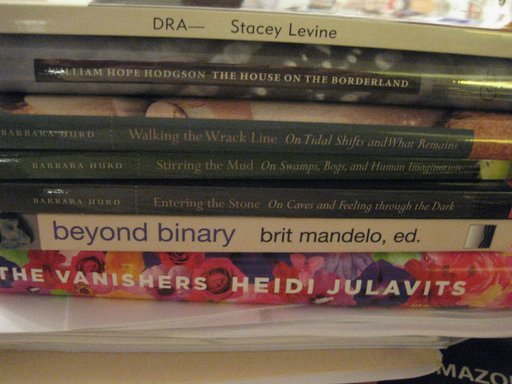 DRA— Stacey Levine
WILLIAM HOPE HODGSON THE HOUSE ON THE BORDERLAND
BARBARA HURD Walking the Wrack Line On Tidal Shifts and What Remains
BARBARA HURD Stirring the Mud On Swamps, Bogs, and Human Imagination
BARBARA HURD Entering the Stone On Caves and Feeling through the Dark
beyond binary brit mandelo, ed.
THE VANISHERS HEIDI JULAVITS
MAZO